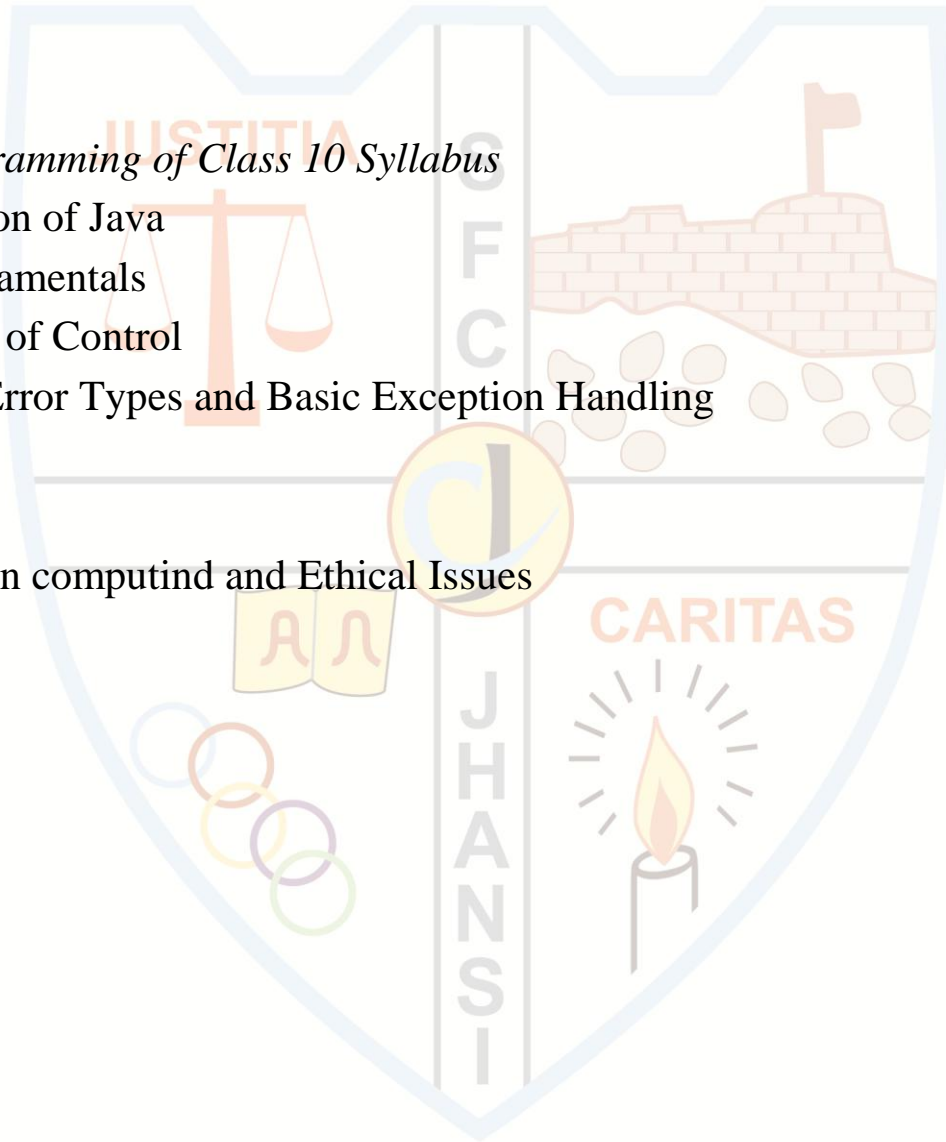 JUSTITIA
ramming of Class 10 Syllabus
on of Java
amentals
of Control
Error Types and Basic Exception Handling
n computind and Ethical Issues
CARITAS
S
F
C
J
H
A
N
S
I